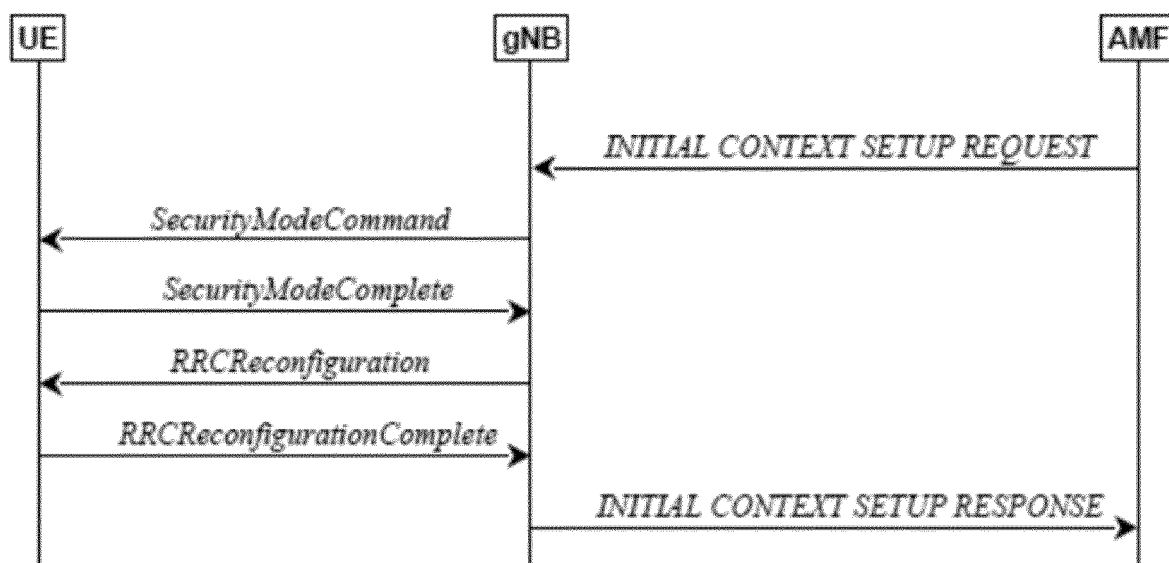 UE gNB AMF
INITIAL CONTEXT SETUP REQUEST
SecurityModeCommand
SecurityModeComplete
RRCReconfiguration
RRCReconfigurationComplete
INITIAL CONTEXT SETUP RESPONSE